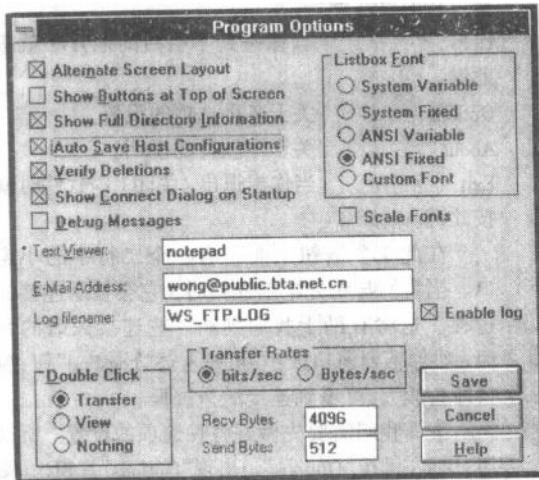 Program Options
Alternate Screen Layout
Show Buttons at Top of Screen
Show Full Directory Information
Auto Save Host Configurations
Verify Deletions
Show Connect Dialog on Startup
Debug Messages
Listbox Font
System Variable
System Fixed
ANSI Variable
ANSI Fixed
Custom Font
Scale Fonts
Text Viewer: notepad
E-Mail Address: wong@public.bta.net.cn
Log filename: WS_FTP.LOG Enable log
Double Click
Transfer
View
Nothing
Transfer Rates
bits/sec Bytes/sec
Recv Bytes 4096
Send Bytes 512
Save
Cancel
Help